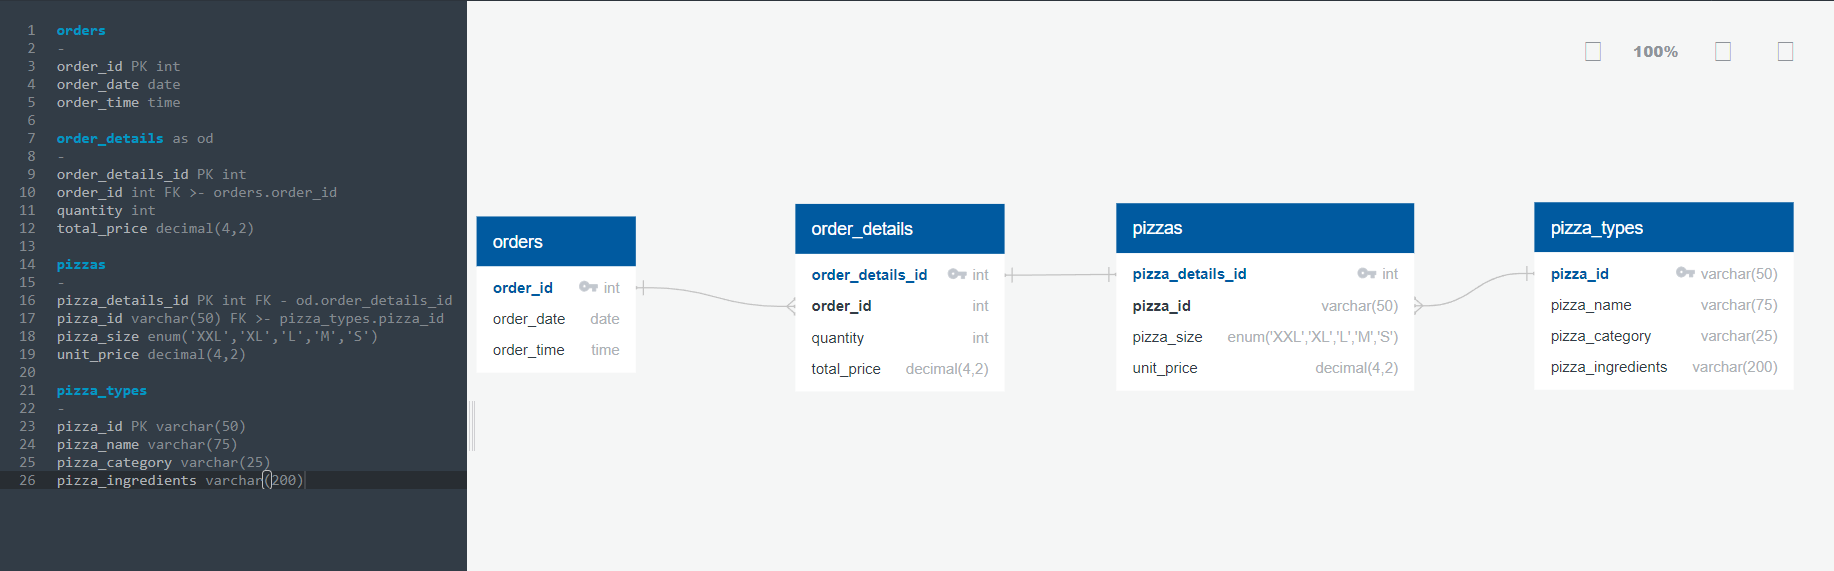 1 orders
2 -
3 order_id PK int
4 order_date date
5 order_time time
6
7 order_details as od
8 -
9 order_details_id PK int
10 order_id int FK >- orders.order_id
11 quantity int
12 total_price decimal(4,2)
13
14 pizzas
15 -
16 pizza_details_id PK int FK - od.order_details_id
17 pizza_id varchar(50) FK >- pizza_types.pizza_id
18 pizza_size enum('XXL','XL','L','M','S')
19 unit_price decimal(4,2)
20
21 pizza_types
22 -
23 pizza_id PK varchar(50)
24 pizza_name varchar(75)
25 pizza_category varchar(25)
26 pizza_ingredients varchar(200)
100%
orders
order_id int
order_date date
order_time time
order_details
order_details_id int
order_id int
quantity int
total_price decimal(4,2)
pizzas
pizza_details_id int
pizza_id varchar(50)
pizza_size enum('XXL','XL','L','M','S')
unit_price decimal(4,2)
pizza_types
pizza_id varchar(50)
pizza_name varchar(75)
pizza_category varchar(25)
pizza_ingredients varchar(200)